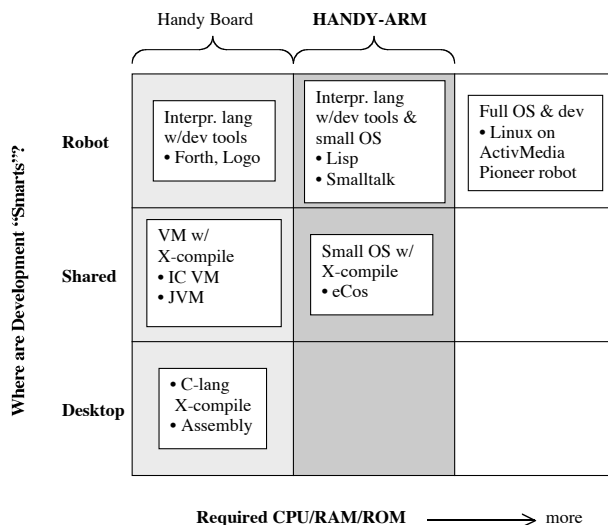 Handy Board
HANDY-ARM
Where are Development “Smarts”?
Robot
Interpr. lang
w/dev tools
• Forth, Logo
Interpr. lang
w/dev tools &
small OS
• Lisp
• Smalltalk
Full OS & dev
• Linux on
ActivMedia
Pioneer robot
Shared
VM w/
X-compile
• IC VM
• JVM
Small OS w/
X-compile
• eCos
Desktop
• C-lang
X-compile
• Assembly
Required CPU/RAM/ROM
more